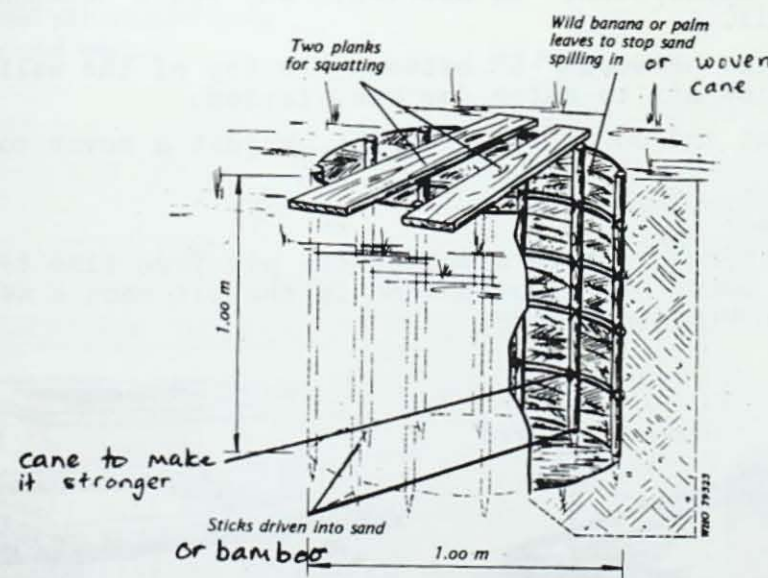 Two planks
for squatting
Wild banana or palm
leaves to stop sand
spilling in or woven
cane
1.00 m
cane to make
it stronger
Sticks driven into sand
or bamboo
1.00 m
WHO 79323